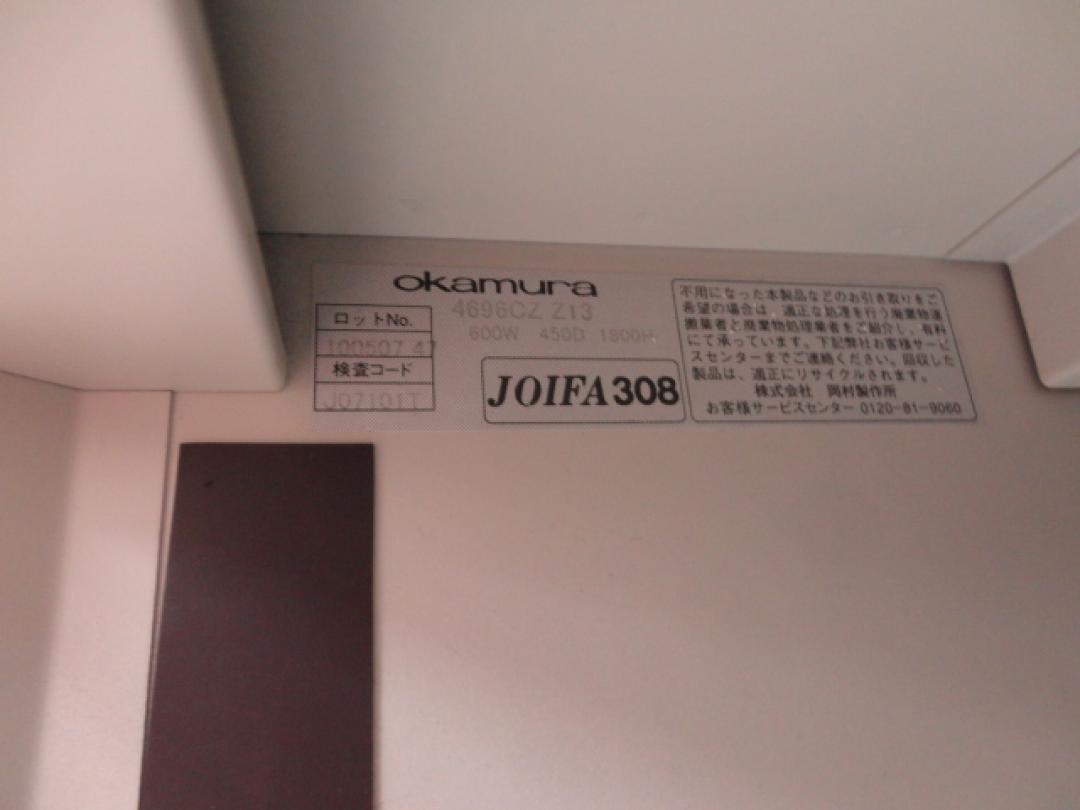 okamura
4696CZ Z13
600W 450D 1800H
ロットNo.
100507 47
検査コード
J07101T
JOIFA308
不用になった本製品などのお引き取りをご
希望の場合は、適正な処理を行う廃棄物運
搬業者と廃棄物処理業者をご紹介し、有料
にて承っています。下記弊社お客様サービ
スセンターまでご連絡ください。回収した
製品は、適正にリサイクルされます。
株式会社 岡村製作所
お客様サービスセンター 0120-81-9060